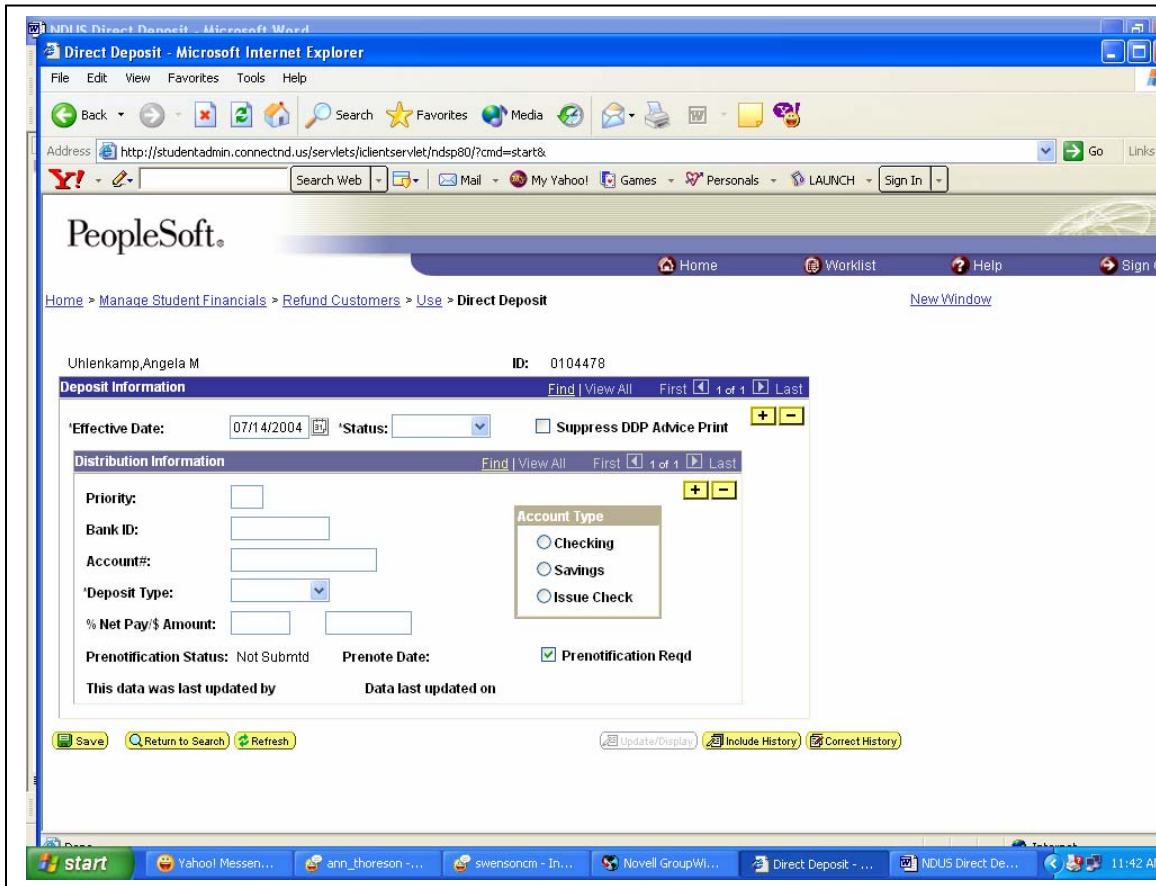 NDUS Direct Deposit - Microsoft Word
Direct Deposit - Microsoft Internet Explorer
File Edit View Favorites Tools Help
Back Search Favorites Media
Address http://studentadmin.connectnd.us/servlets/iclientservlet/ndsp80/?cmd=start& Go Links
Y! Search Web Mail My Yahoo! Games Personals LAUNCH Sign In
PeopleSoft.
Home Worklist Help Sign
Home > Manage Student Financials > Refund Customers > Use > Direct Deposit New Window
Uhlenkamp,Angela M ID: 0104478
Deposit Information Find | View All First 1 of 1 Last
*Effective Date: 07/14/2004 *Status: Suppress DDP Advice Print
Distribution Information Find | View All First 1 of 1 Last
Priority:
Bank ID:
Account#:
*Deposit Type:
% Net Pay/$ Amount:
Account Type
Checking
Savings
Issue Check
Prenotification Status: Not Submtd Prenote Date: Prenotification Reqd
This data was last updated by Data last updated on
Save Return to Search Refresh Update/Display Include History Correct History
start Yahoo! Messen... ann_thoreson -... swensoncm - In... Novell GroupWi... Direct Deposit - ... NDUS Direct De... 11:42 AM